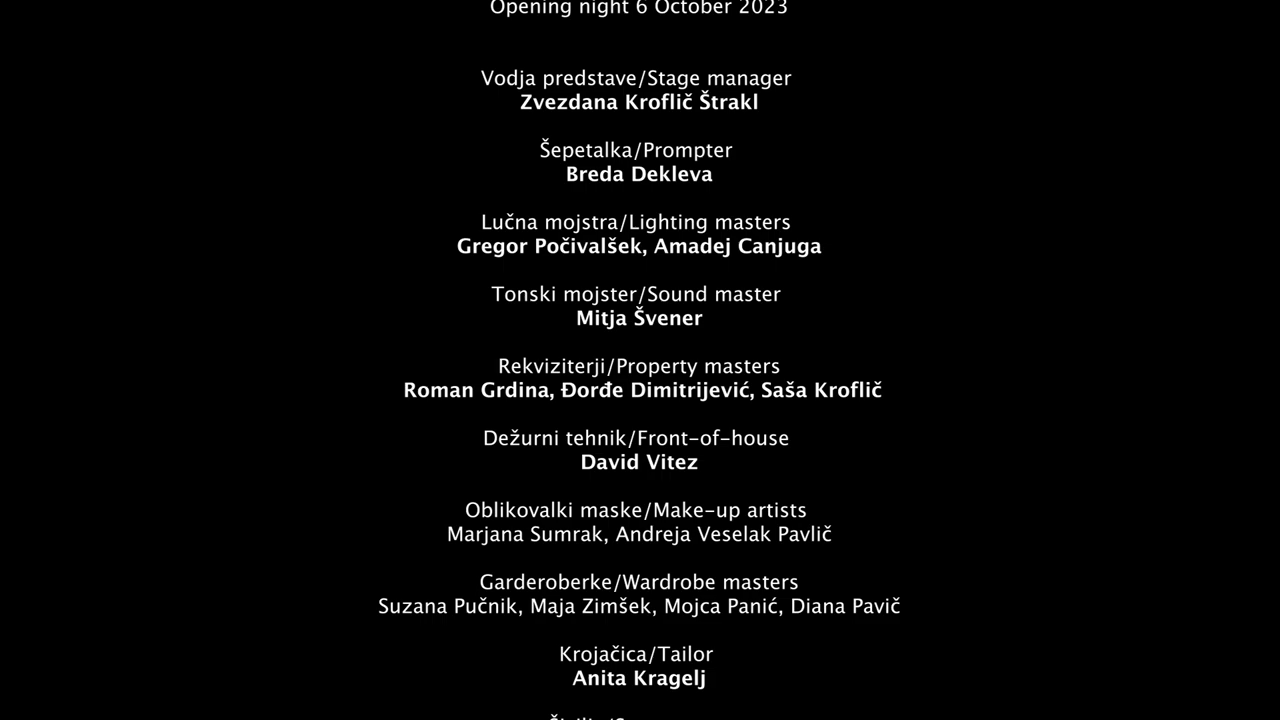 Opening night 6 October 2023
Vodja predstave/Stage manager
Zvezdana Kroflič Štrakl
Šepetalka/Prompter
Breda Dekleva
Lučna mojstra/Lighting masters
Gregor Počivalšek, Amadej Canjuga
Tonski mojster/Sound master
Mitja Švener
Rekviziterji/Property masters
Roman Grdina, Đorđe Dimitrijević, Saša Kroflič
Dežurni tehnik/Front-of-house
David Vitez
Oblikovalki maske/Make-up artists
Marjana Sumrak, Andreja Veselak Pavlič
Garderoberke/Wardrobe masters
Suzana Pučnik, Maja Zimšek, Mojca Panić, Diana Pavič
Krojačica/Tailor
Anita Kragelj